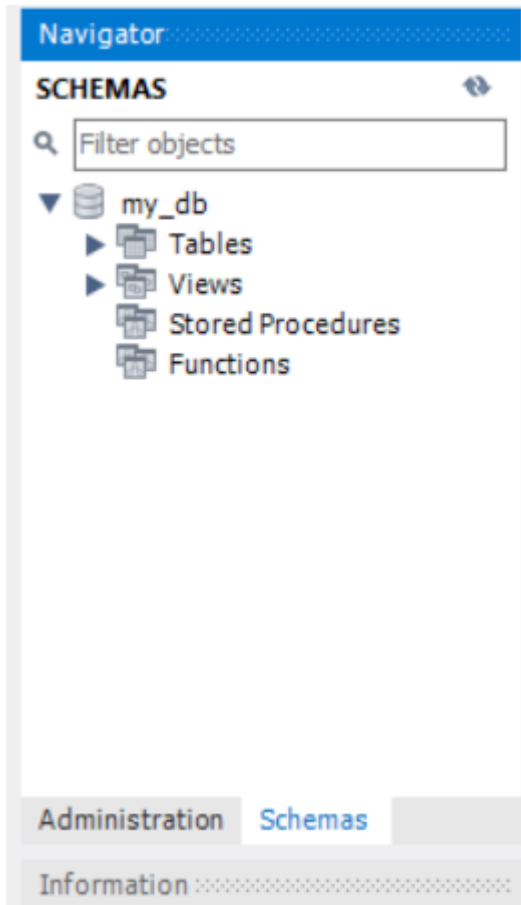 Navigator
SCHEMAS
Filter objects
my_db
Tables
Views
Stored Procedures
Functions
Administration Schemas
Information